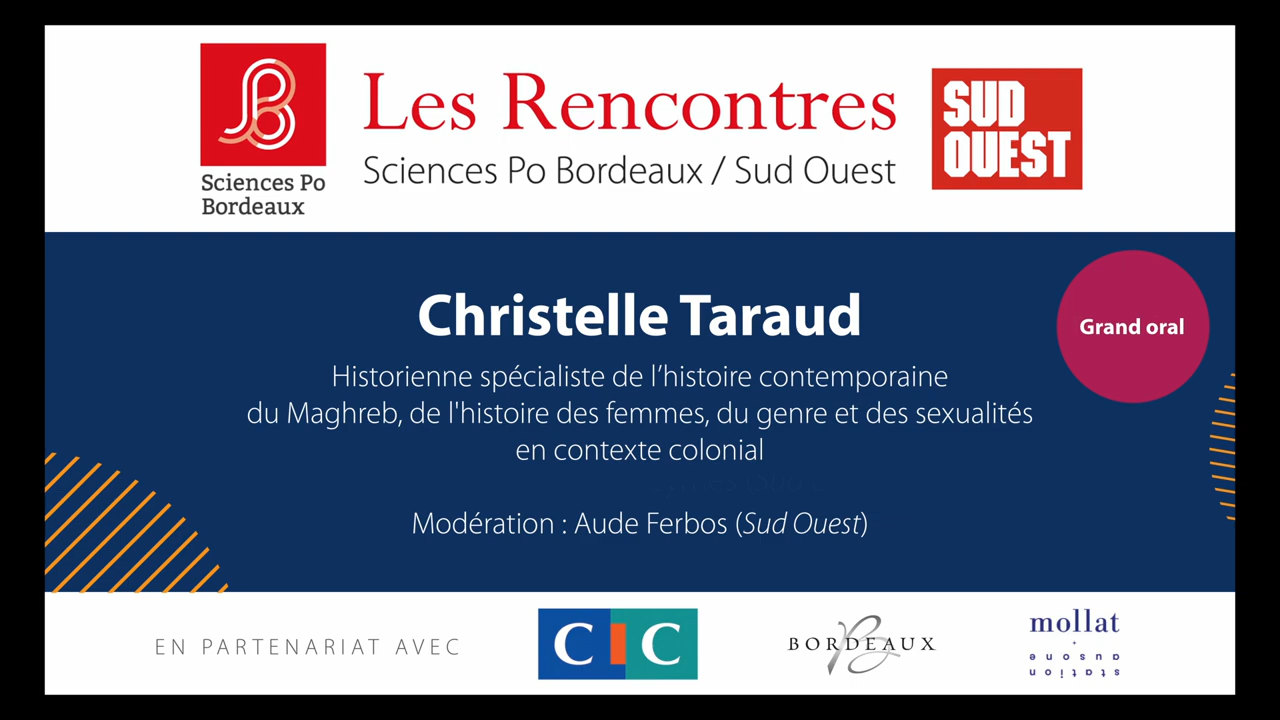 Sciences Po
Bordeaux
Les Rencontres
Sciences Po Bordeaux / Sud Ouest
SUD
OUEST
Christelle Taraud
Grand oral
Historienne spécialiste de l’histoire contemporaine
du Maghreb, de l'histoire des femmes, du genre et des sexualités
en contexte colonial
Modération : Aude Ferbos (Sud Ouest)
EN PARTENARIAT AVEC
CIC
BORDEAUX
mollat
station
ausone